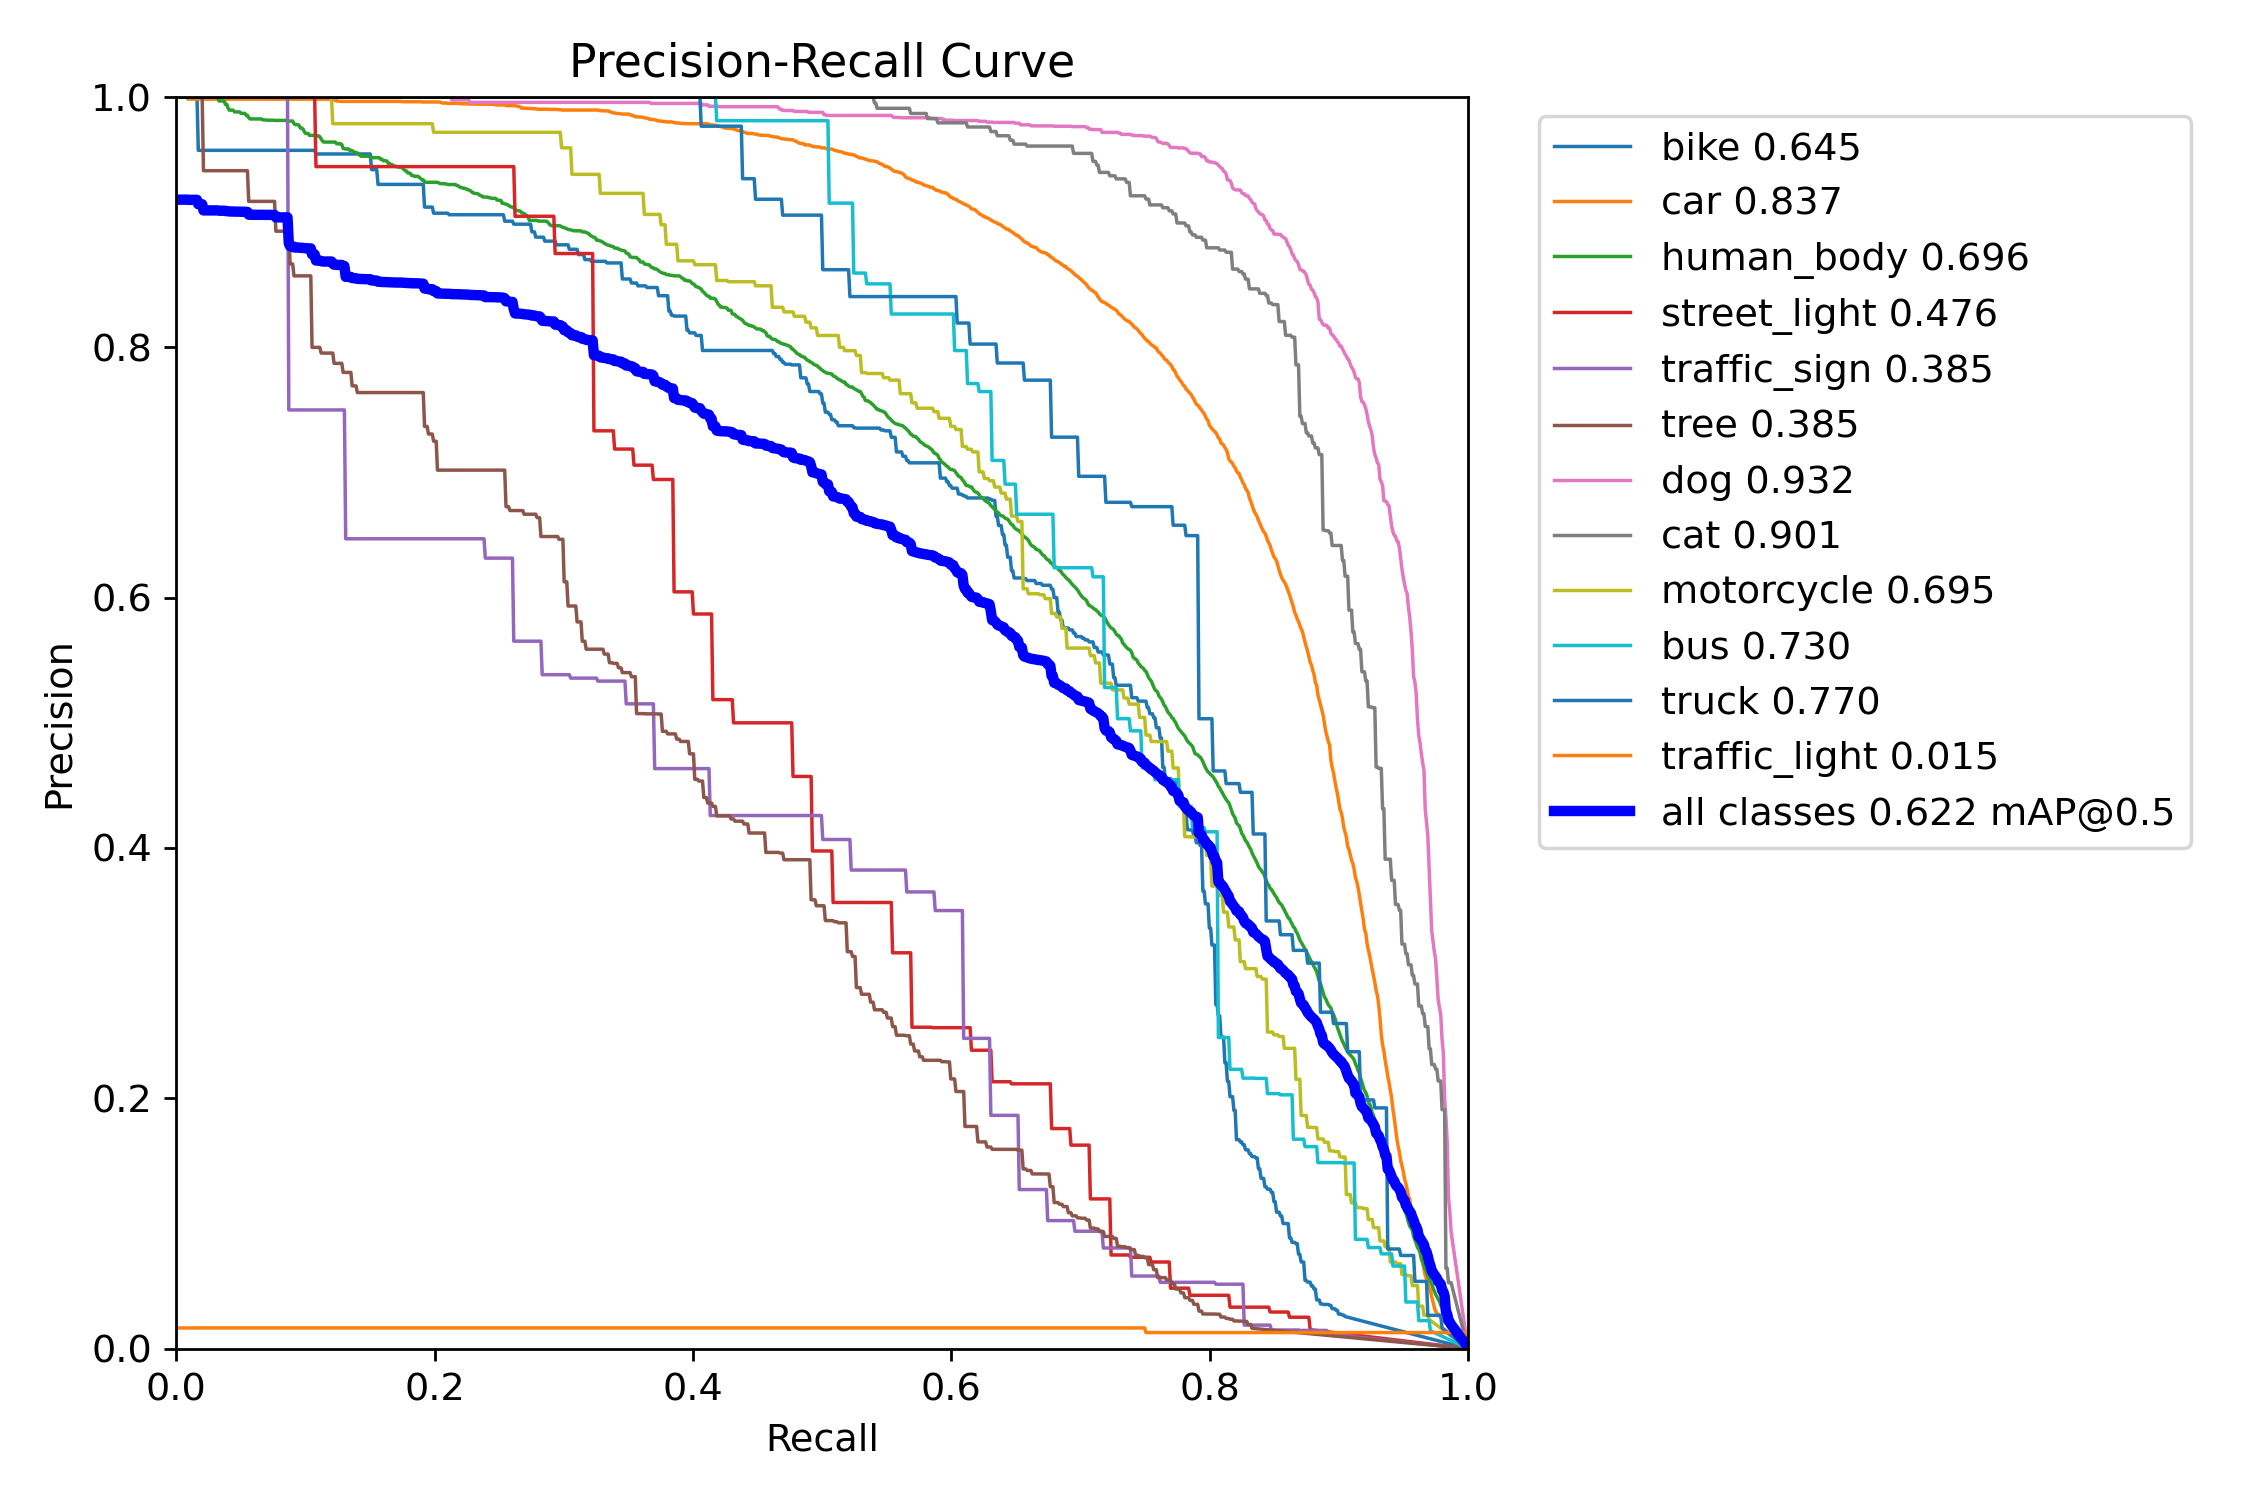 Precision-Recall Curve
1.0
0.8
0.6
0.4
0.2
0.0
Precision
0.0 0.2 0.4 0.6 0.8 1.0
Recall
bike 0.645
car 0.837
human_body 0.696
street_light 0.476
traffic_sign 0.385
tree 0.385
dog 0.932
cat 0.901
motorcycle 0.695
bus 0.730
truck 0.770
traffic_light 0.015
all classes 0.622 mAP@0.5